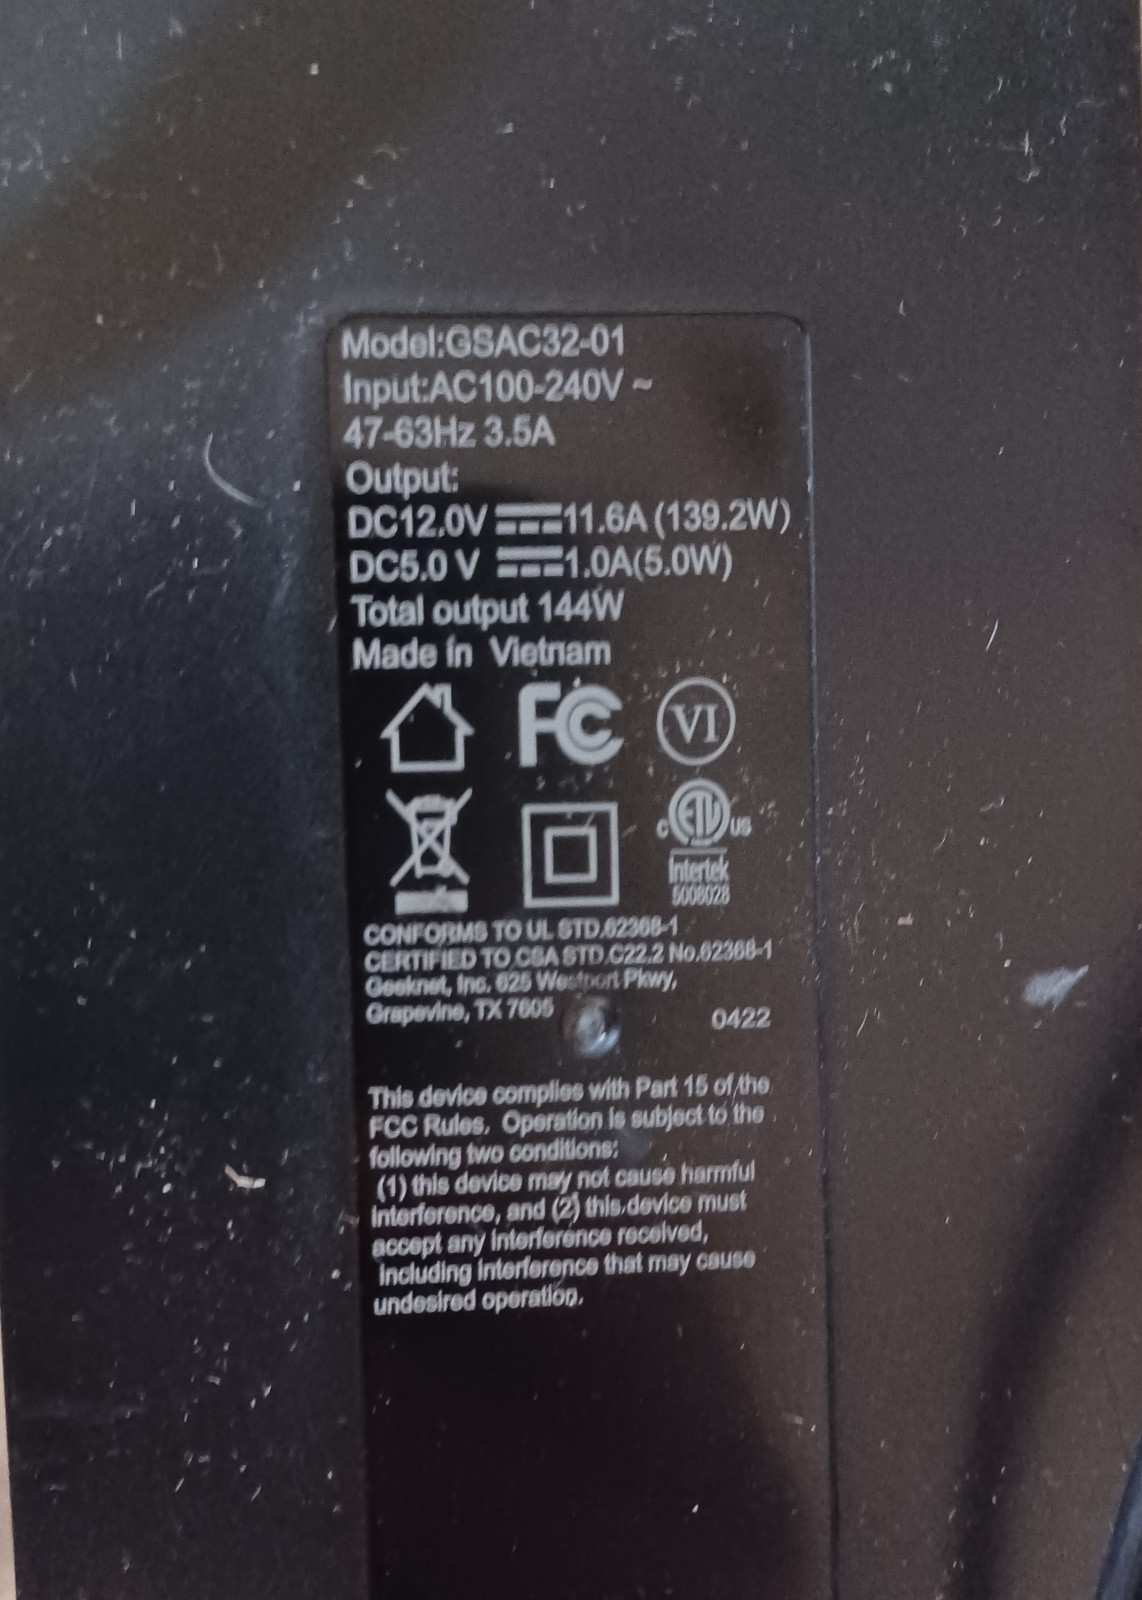 Model:GSAC32-01
Input:AC100-240V ~
47-63Hz 3.5A
Output:
DC12.0V ⎓11.6A (139.2W)
DC5.0 V ⎓1.0A(5.0W)
Total output 144W
Made in Vietnam
FC VI
c ETL us
Intertek
5008028
CONFORMS TO UL STD.62368-1
CERTIFIED TO CSA STD.C22.2 No.62368-1
Geeknet, Inc. 625 Westport Pkwy,
Grapevine, TX 7605
0422
This device complies with Part 15 of the
FCC Rules. Operation is subject to the
following two conditions:
(1) this device may not cause harmful
interference, and (2) this device must
accept any interference received,
including interference that may cause
undesired operation.